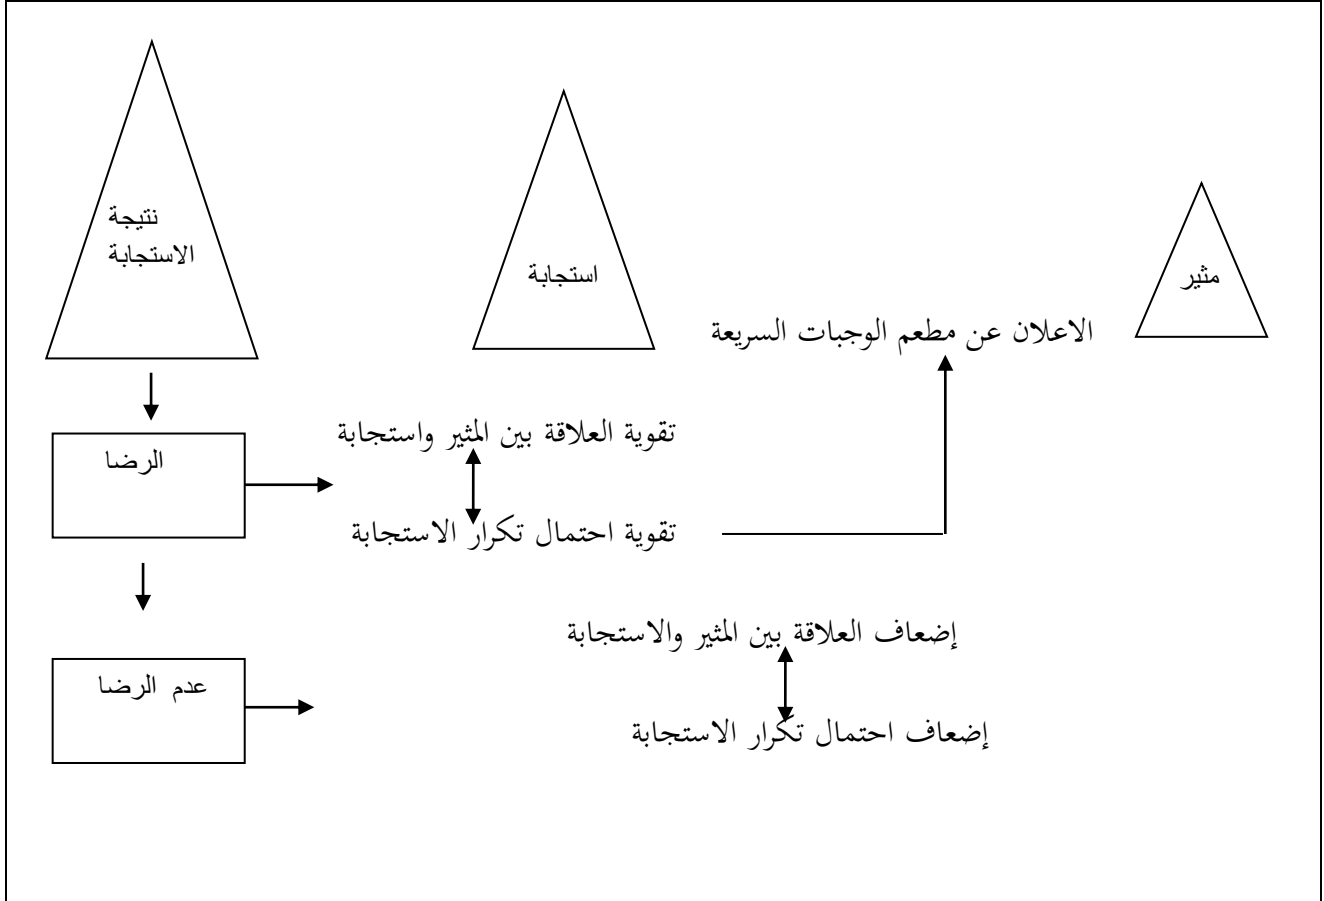 نتيجة
الاستجابة
استجابة
مثير
الاعلان عن مطعم الوجبات السريعة
تقوية العلاقة بين المثير واستجابة
الرضا
تقوية احتمال تكرار الاستجابة
إضعاف العلاقة بين المثير والاستجابة
عدم الرضا
إضعاف احتمال تكرار الاستجابة